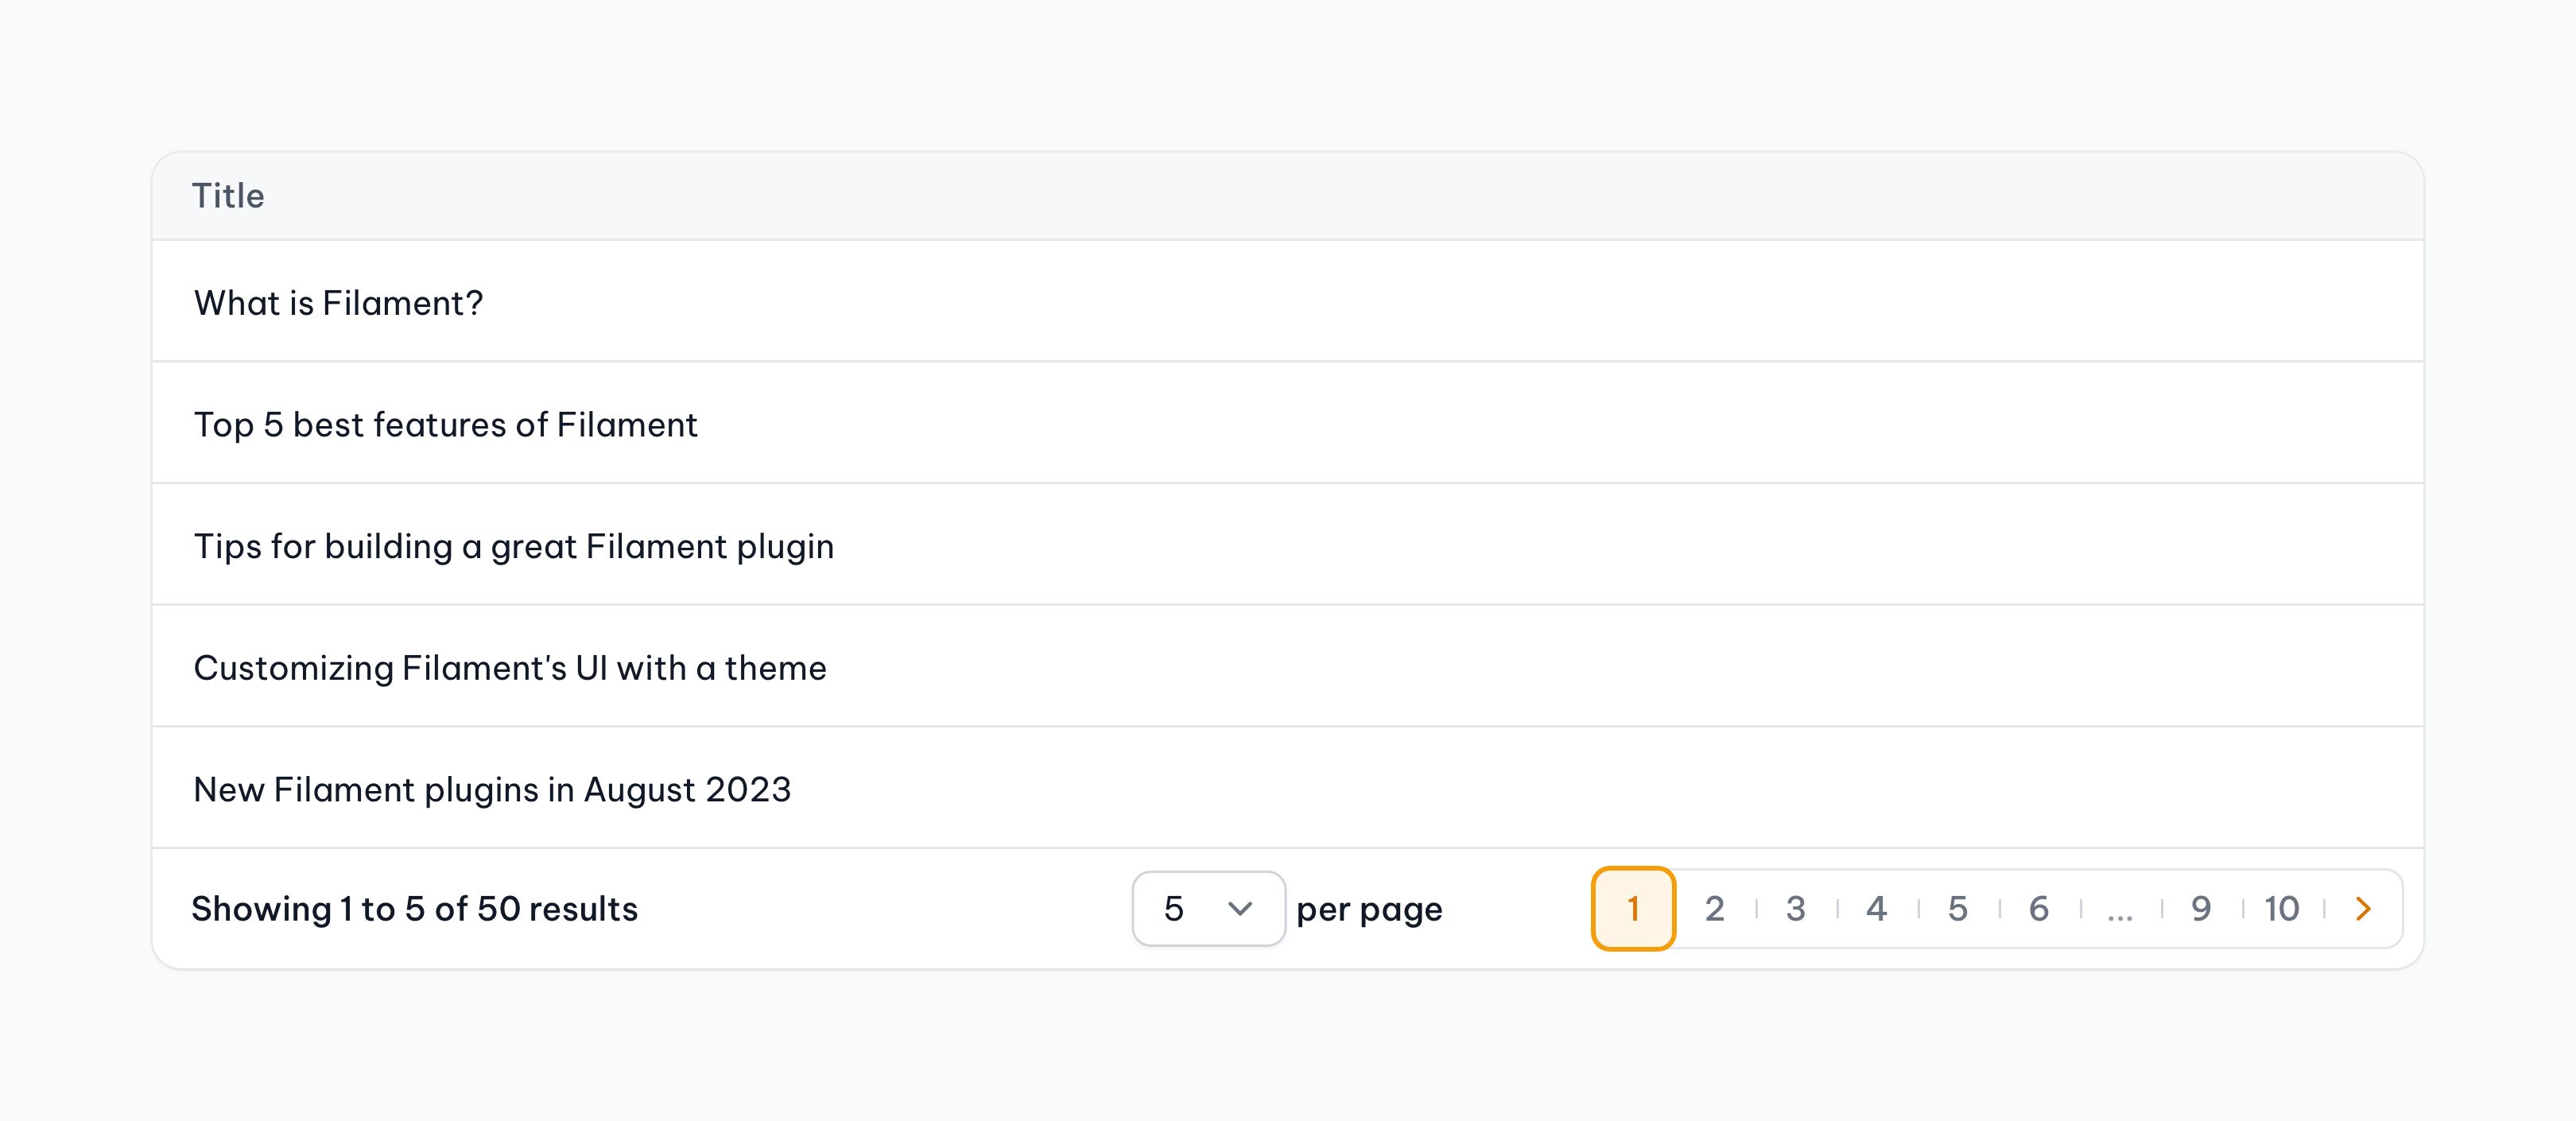 Title
What is Filament?
Top 5 best features of Filament
Tips for building a great Filament plugin
Customizing Filament's UI with a theme
New Filament plugins in August 2023
Showing 1 to 5 of 50 results 5 per page 1 2 3 4 5 6 ... 9 10